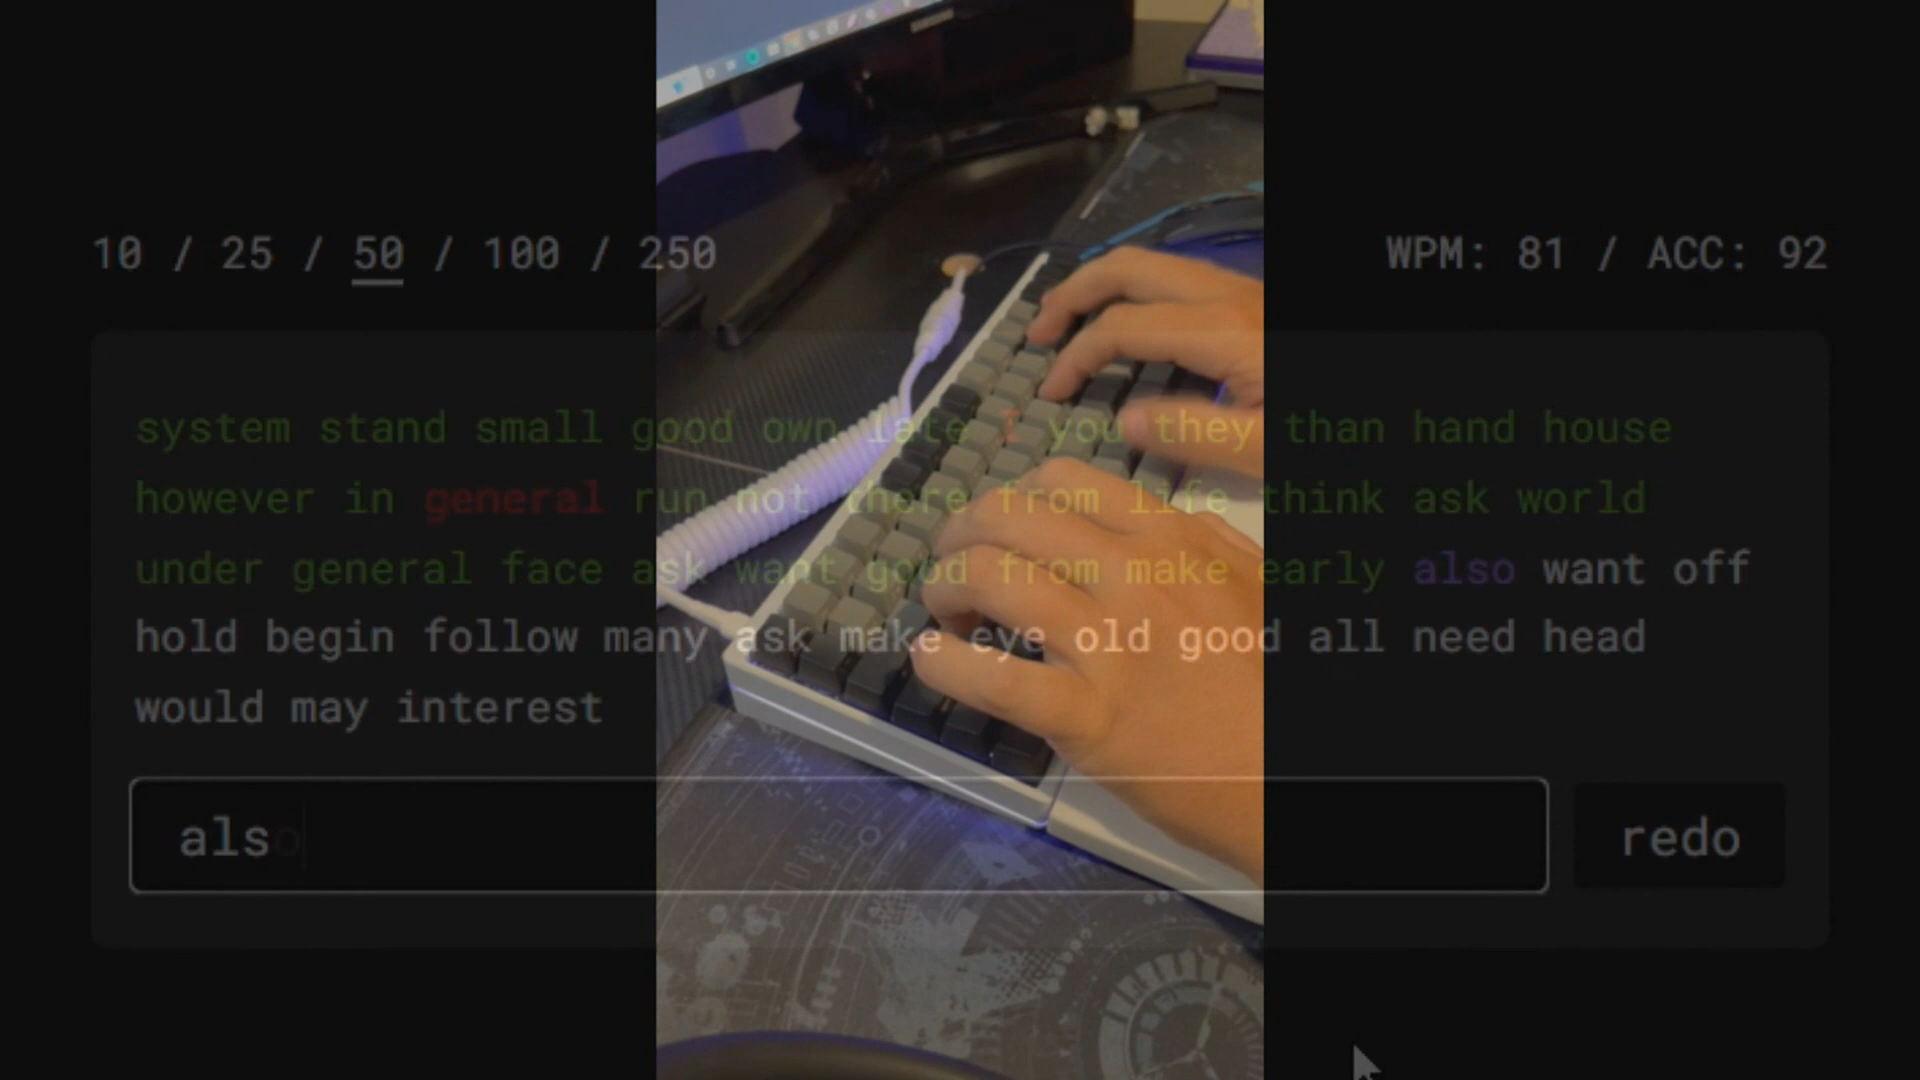 10 / 25 / 50 / 100 / 250
WPM: 81 / ACC: 92
system stand small good own late I you they than hand house
however in general run not there from life think ask world
under general face ask want good from make early also want off
hold begin follow many ask make eye old good all need head
would may interest
also
redo